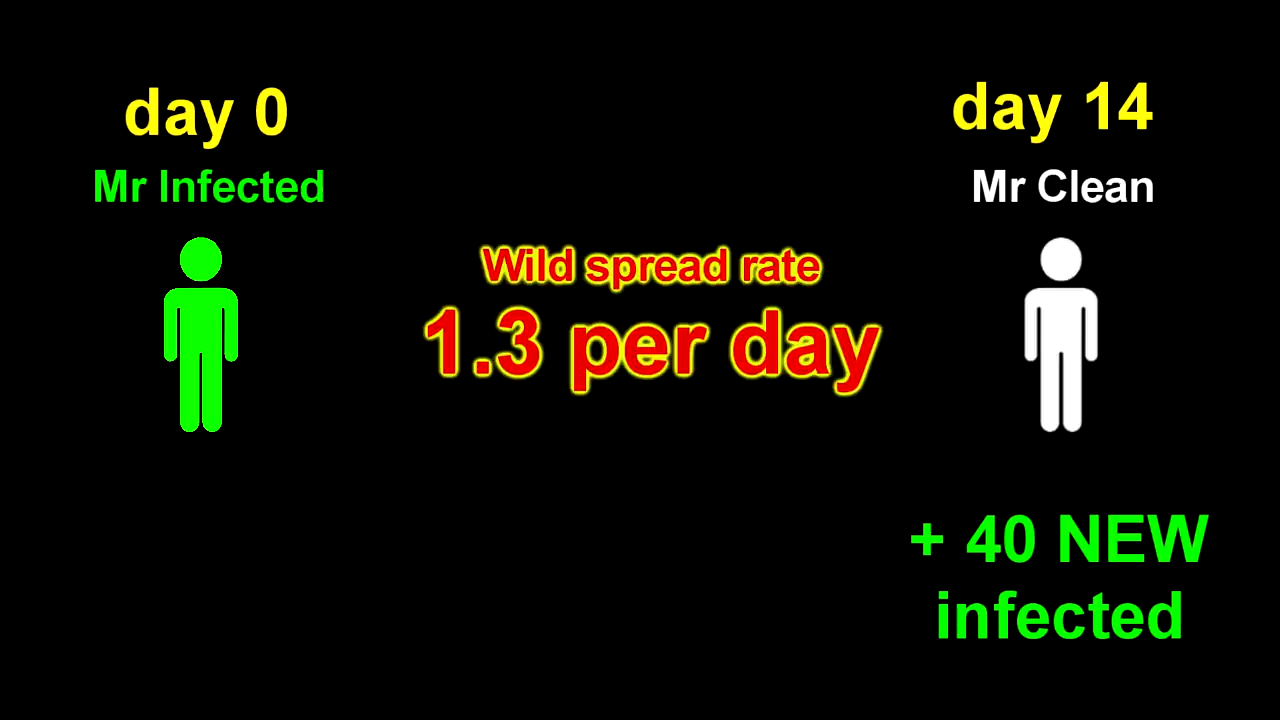 day 0
Mr Infected
Wild spread rate
1.3 per day
day 14
Mr Clean
+ 40 NEW
infected